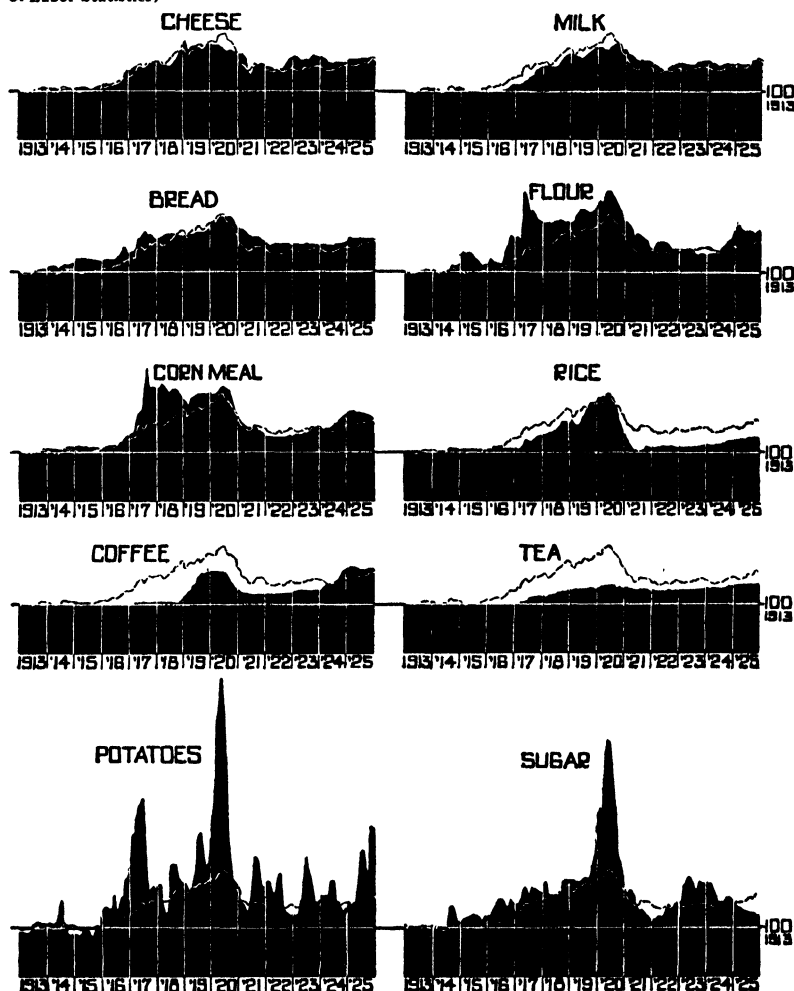 CHEESE MILK
100
1913
1913 '14 '15 '16 '17 '18 '19 '20 '21 '22 '23 '24 '25 1913 '14 '15 '16 '17 '18 '19 '20 '21 '22 '23 '24 '25
BREAD FLOUR
100
1913
1913 '14 '15 '16 '17 '18 '19 '20 '21 '22 '23 '24 '25 1913 '14 '15 '16 '17 '18 '19 '20 '21 '22 '23 '24 '25
CORN MEAL RICE
100
1913
1913 '14 '15 '16 '17 '18 '19 '20 '21 '22 '23 '24 '25 1913 '14 '15 '16 '17 '18 '19 '20 '21 '22 '23 '24 '25
COFFEE TEA
100
1913
1913 '14 '15 '16 '17 '18 '19 '20 '21 '22 '23 '24 '25 1913 '14 '15 '16 '17 '18 '19 '20 '21 '22 '23 '24 '25
POTATOES SUGAR
100
1913
1913 '14 '15 '16 '17 '18 '19 '20 '21 '22 '23 '24 '25 1913 '14 '15 '16 '17 '18 '19 '20 '21 '22 '23 '24 '25